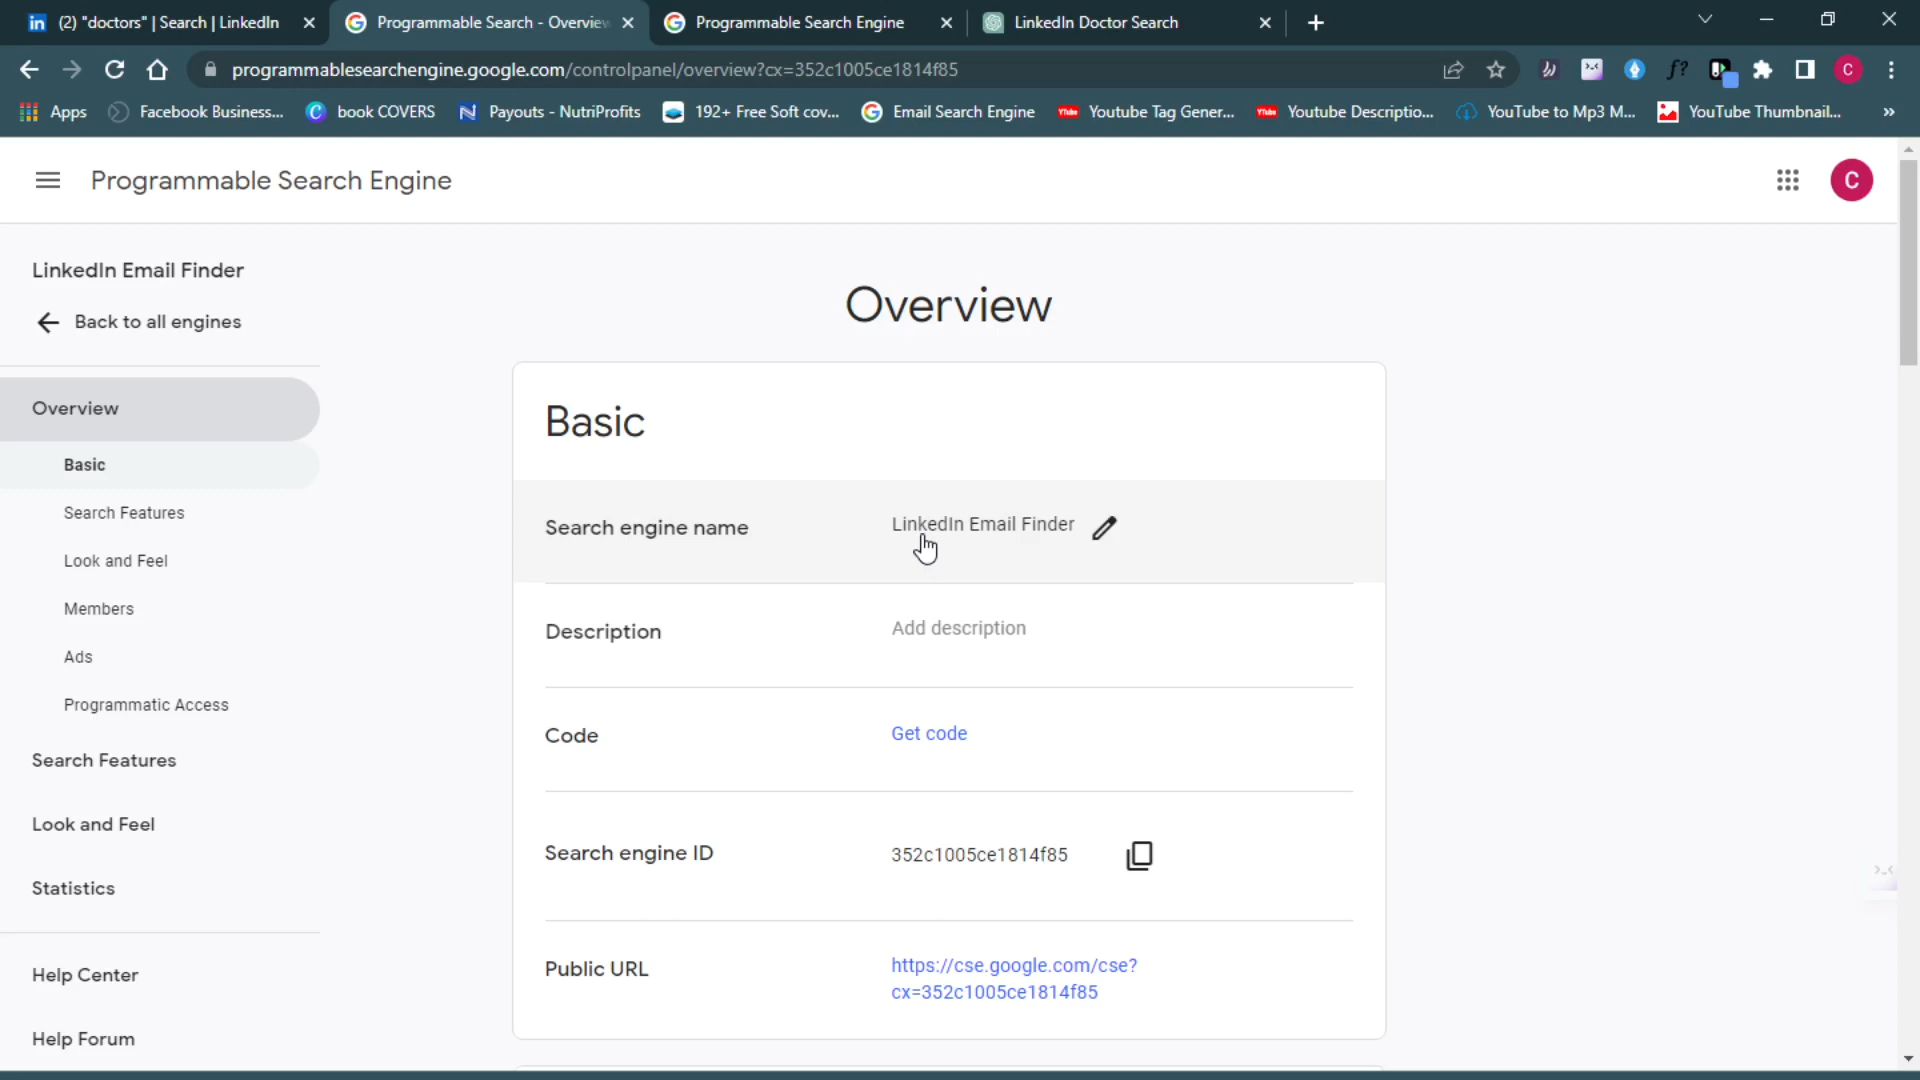 (2) "doctors" | Search | LinkedIn
Programmable Search - Overview
Programmable Search Engine
LinkedIn Doctor Search
programmablesearchengine.google.com/controlpanel/overview?cx=352c1005ce1814f85
Apps
Facebook Business...
book COVERS
Payouts - NutriProfits
192+ Free Soft cov...
Email Search Engine
Youtube Tag Gener...
Youtube Descriptio...
YouTube to Mp3 M...
YouTube Thumbnail...
Programmable Search Engine
C
LinkedIn Email Finder
Back to all engines
Overview
Basic
Search Features
Look and Feel
Members
Ads
Programmatic Access
Search Features
Look and Feel
Statistics
Help Center
Help Forum
Overview
Basic
Search engine name
LinkedIn Email Finder
Description
Add description
Code
Get code
Search engine ID
352c1005ce1814f85
Public URL
https://cse.google.com/cse?
cx=352c1005ce1814f85